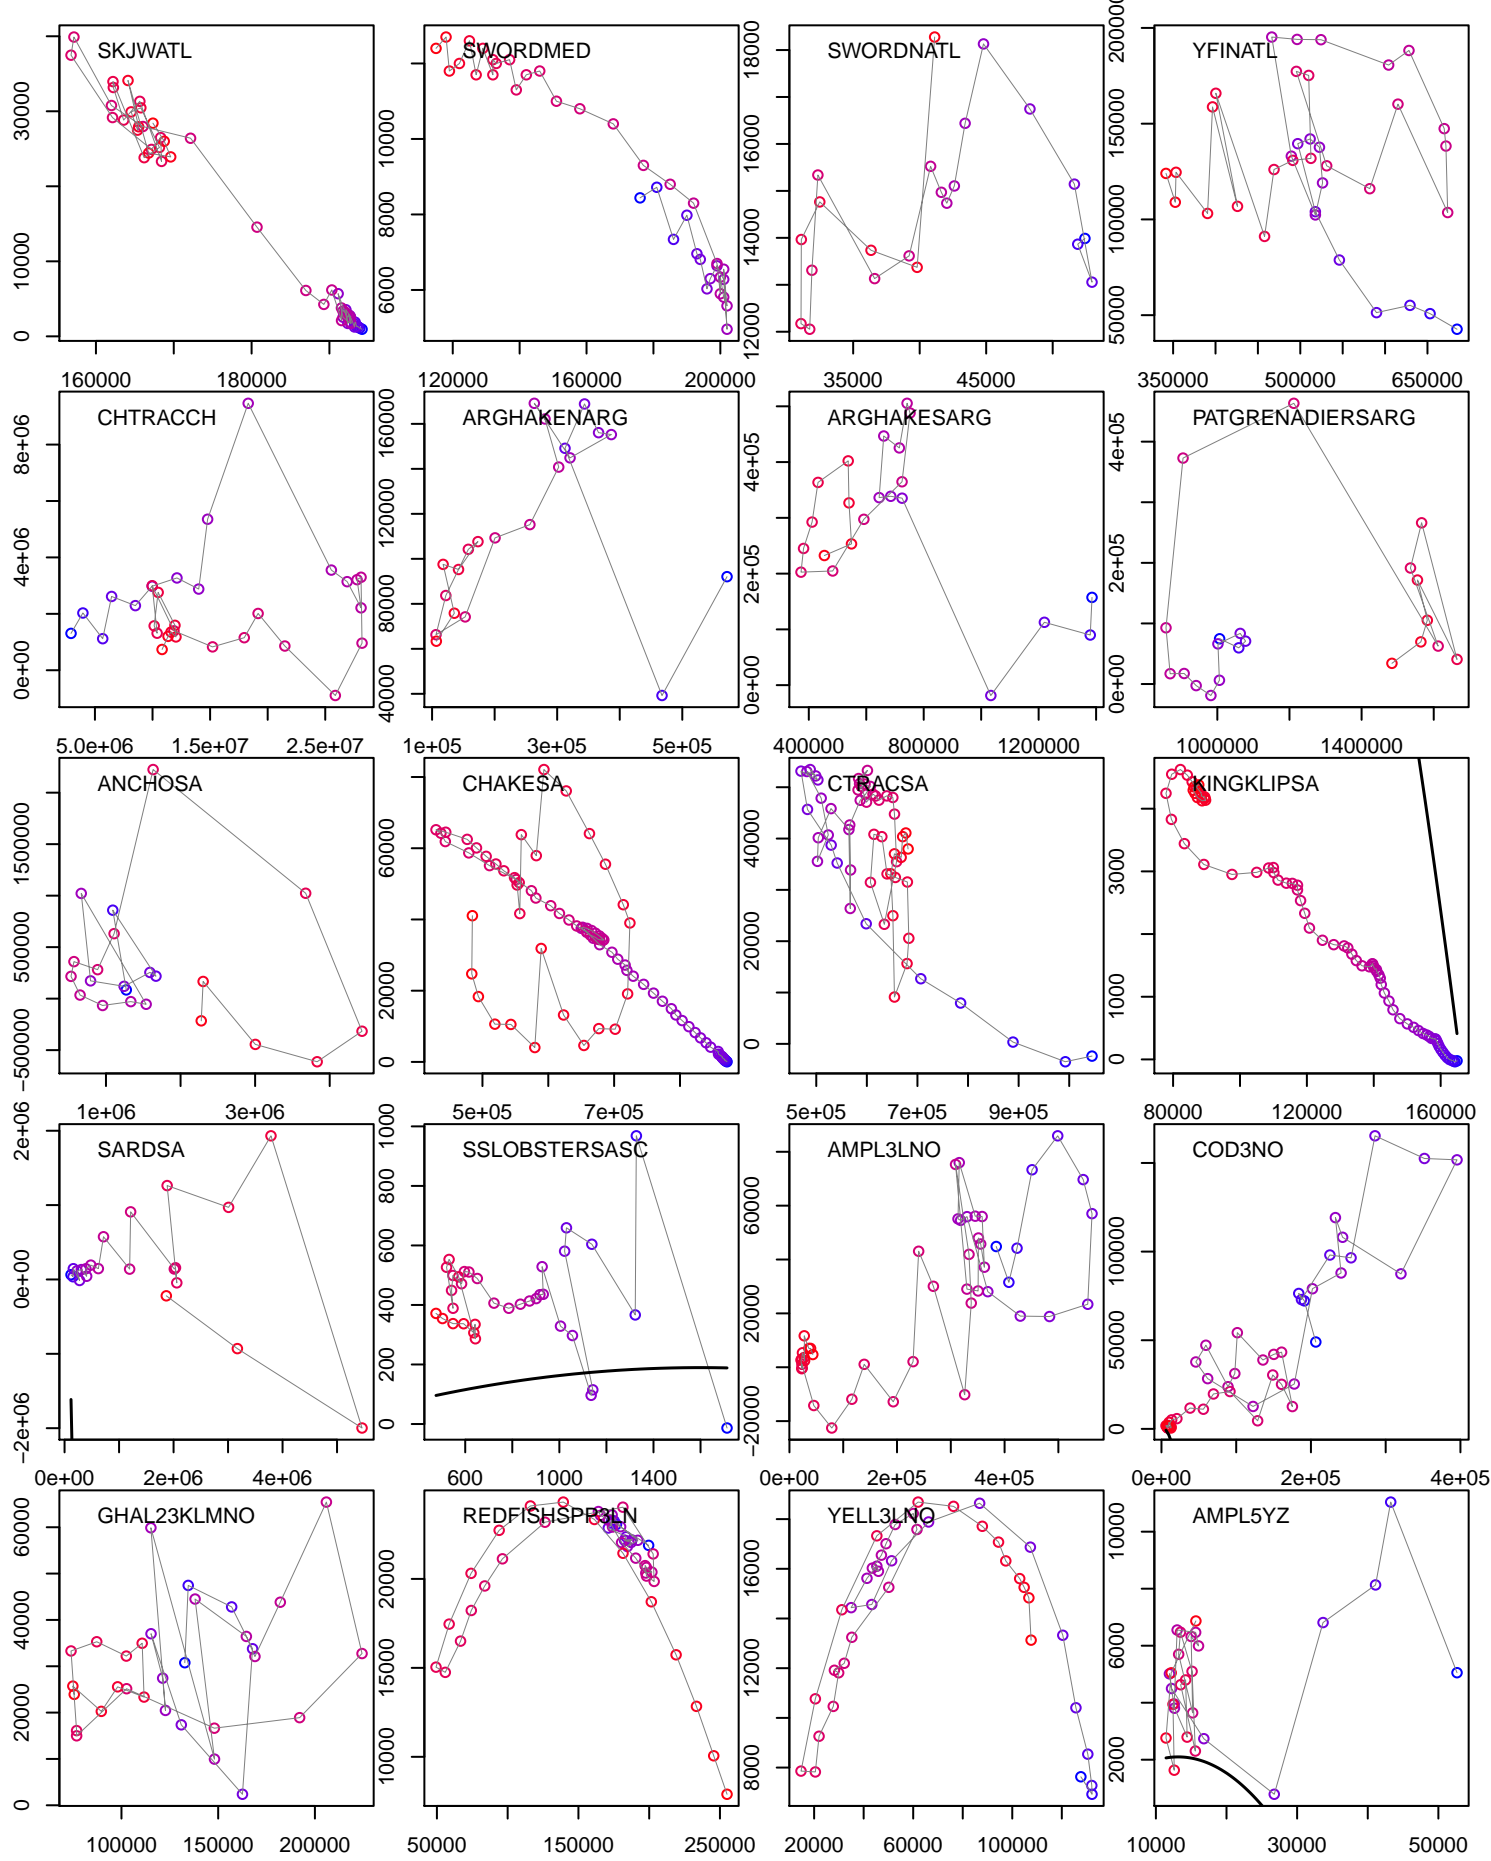 SKJWATL
0 10000 30000
160000 180000
SWORDMED
6000 8000 10000
120000 160000 200000
SWORDNATL
12000 14000 16000 18000
35000 45000
YFINATL
50000 100000 150000 200000
350000 500000 650000
CHTRACCH
0e+00 4e+06 8e+06
5.0e+06 1.5e+07 2.5e+07
ARGHAKENARG
40000 80000 120000 160000
1e+05 3e+05 5e+05
ARGHAKESARG
0e+00 2e+05 4e+05
400000 800000 1200000
PATGRENADIERSARG
0e+00 2e+05 4e+05
1000000 1400000
ANCHOSA
−500000 500000 1500000
1e+06 3e+06
CHAKESA
0 20000 60000
5e+05 7e+05
CTRACSA
0 20000 40000
5e+05 7e+05 9e+05
KINGKLIPSA
0 1000 3000
80000 120000 160000
SARDSA
−2e+06 0e+00 2e+06
0e+00 2e+06 4e+06
SSLOBSTERSASC
0 200 400 600 800 1000
600 1000 1400
AMPL3LNO
−20000 20000 60000
0e+00 2e+05 4e+05
COD3NO
0 50000 100000
0e+00 2e+05 4e+05
GHAL23KLMNO
0 20000 40000 60000
100000 150000 200000
REDFISHSPP3LN
10000 15000 20000
50000 150000 250000
YELL3LNO
8000 12000 16000
20000 60000 100000
AMPL5YZ
2000 6000 10000
10000 30000 50000